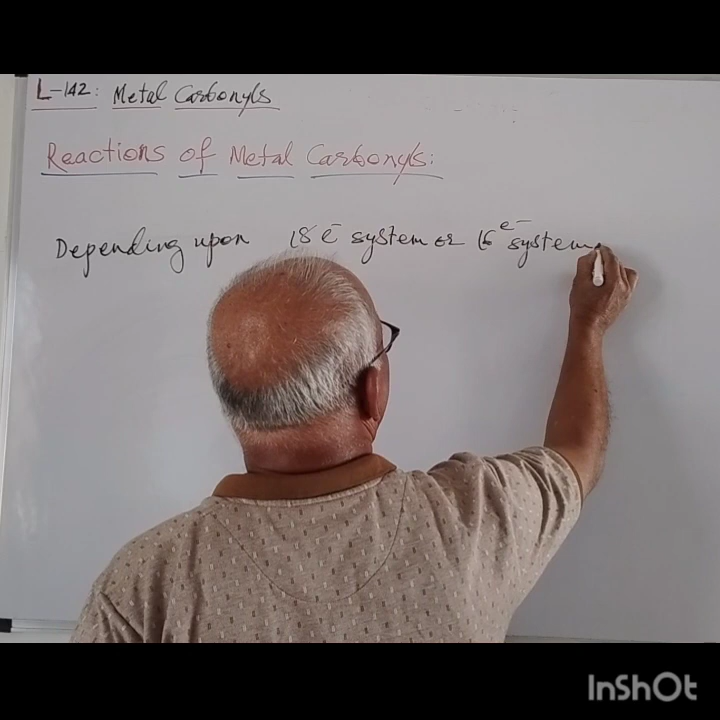 L-142: Metal Carbonyls
Reactions of Metal Carbonyls:
Depending upon 18 e⁻ system or 16 e⁻ system
InShOt